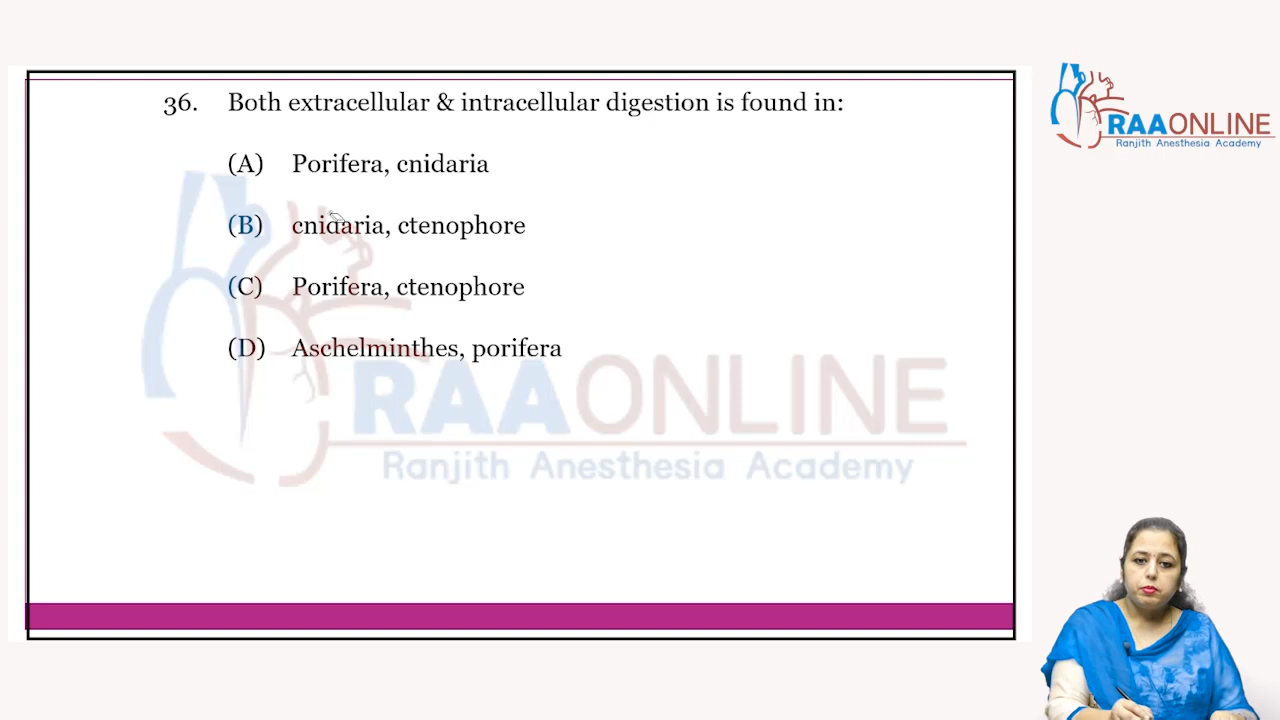 36. Both extracellular & intracellular digestion is found in:
(A) Porifera, cnidaria
(B) cnidaria, ctenophore
(C) Porifera, ctenophore
(D) Aschelminthes, porifera
RAAONLINE
Ranjith Anesthesia Academy
RAAONLINE
Ranjith Anesthesia Academy